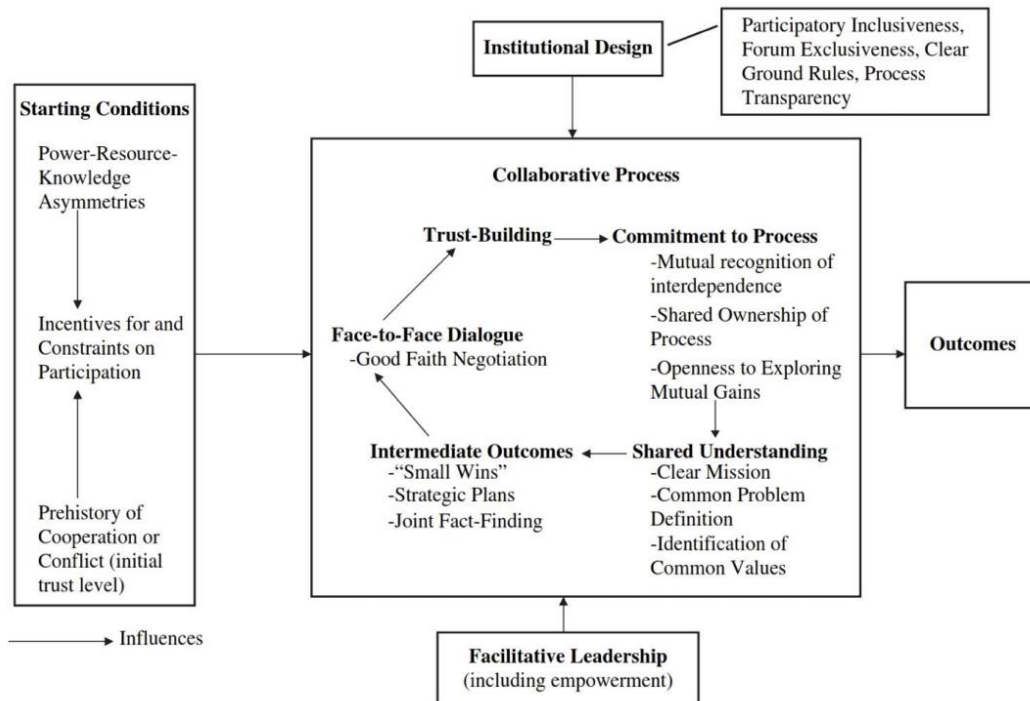 Institutional Design
Participatory Inclusiveness,
Forum Exclusiveness, Clear
Ground Rules, Process
Transparency
Starting Conditions
Power-Resource-
Knowledge
Asymmetries
Incentives for and
Constraints on
Participation
Prehistory of
Cooperation or
Conflict (initial
trust level)
Influences
Collaborative Process
Trust-Building
Commitment to Process
-Mutual recognition of
interdependence
-Shared Ownership of
Process
-Openness to Exploring
Mutual Gains
Face-to-Face Dialogue
-Good Faith Negotiation
Intermediate Outcomes
-“Small Wins”
-Strategic Plans
-Joint Fact-Finding
Shared Understanding
-Clear Mission
-Common Problem
Definition
-Identification of
Common Values
Outcomes
Facilitative Leadership
(including empowerment)